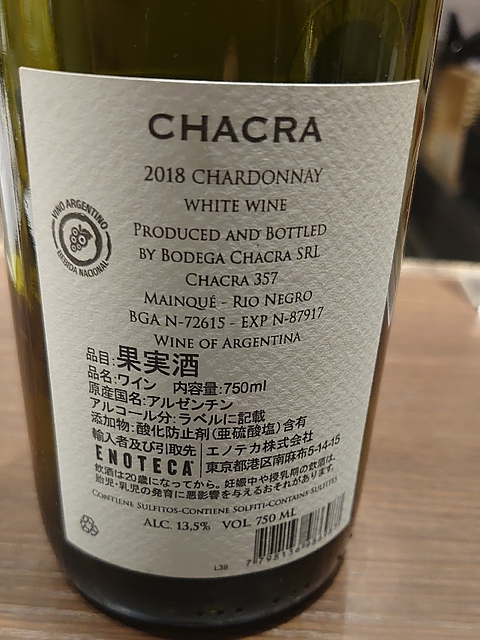 CHACRA
2018 CHARDONNAY
WHITE WINE
PRODUCED AND BOTTLED
BY BODEGA CHACRA SRL
CHACRA 357
MAINQUÉ - RIO NEGRO
BGA N-72615 - EXP N-87917
WINE OF ARGENTINA
VINO ARGENTINO
BEBIDA NACIONAL
品目:果実酒
品名:ワイン 内容量:750ml
原産国名:アルゼンチン
アルコール分:ラベルに記載
添加物:酸化防止剤(亜硫酸塩)含有
輸入者及び引取先
ENOTECA
エノテカ株式会社
東京都港区南麻布5-14-15
飲酒は20歳になってから。妊娠中や授乳期の飲酒は、
胎児・乳児の発育に悪影響を与えるおそれがあります。
CONTIENE SULFITOS-CONTIENE SOLFITI-CONTAINS SULFITES
ALC. 13,5% VOL 750 ML
L38